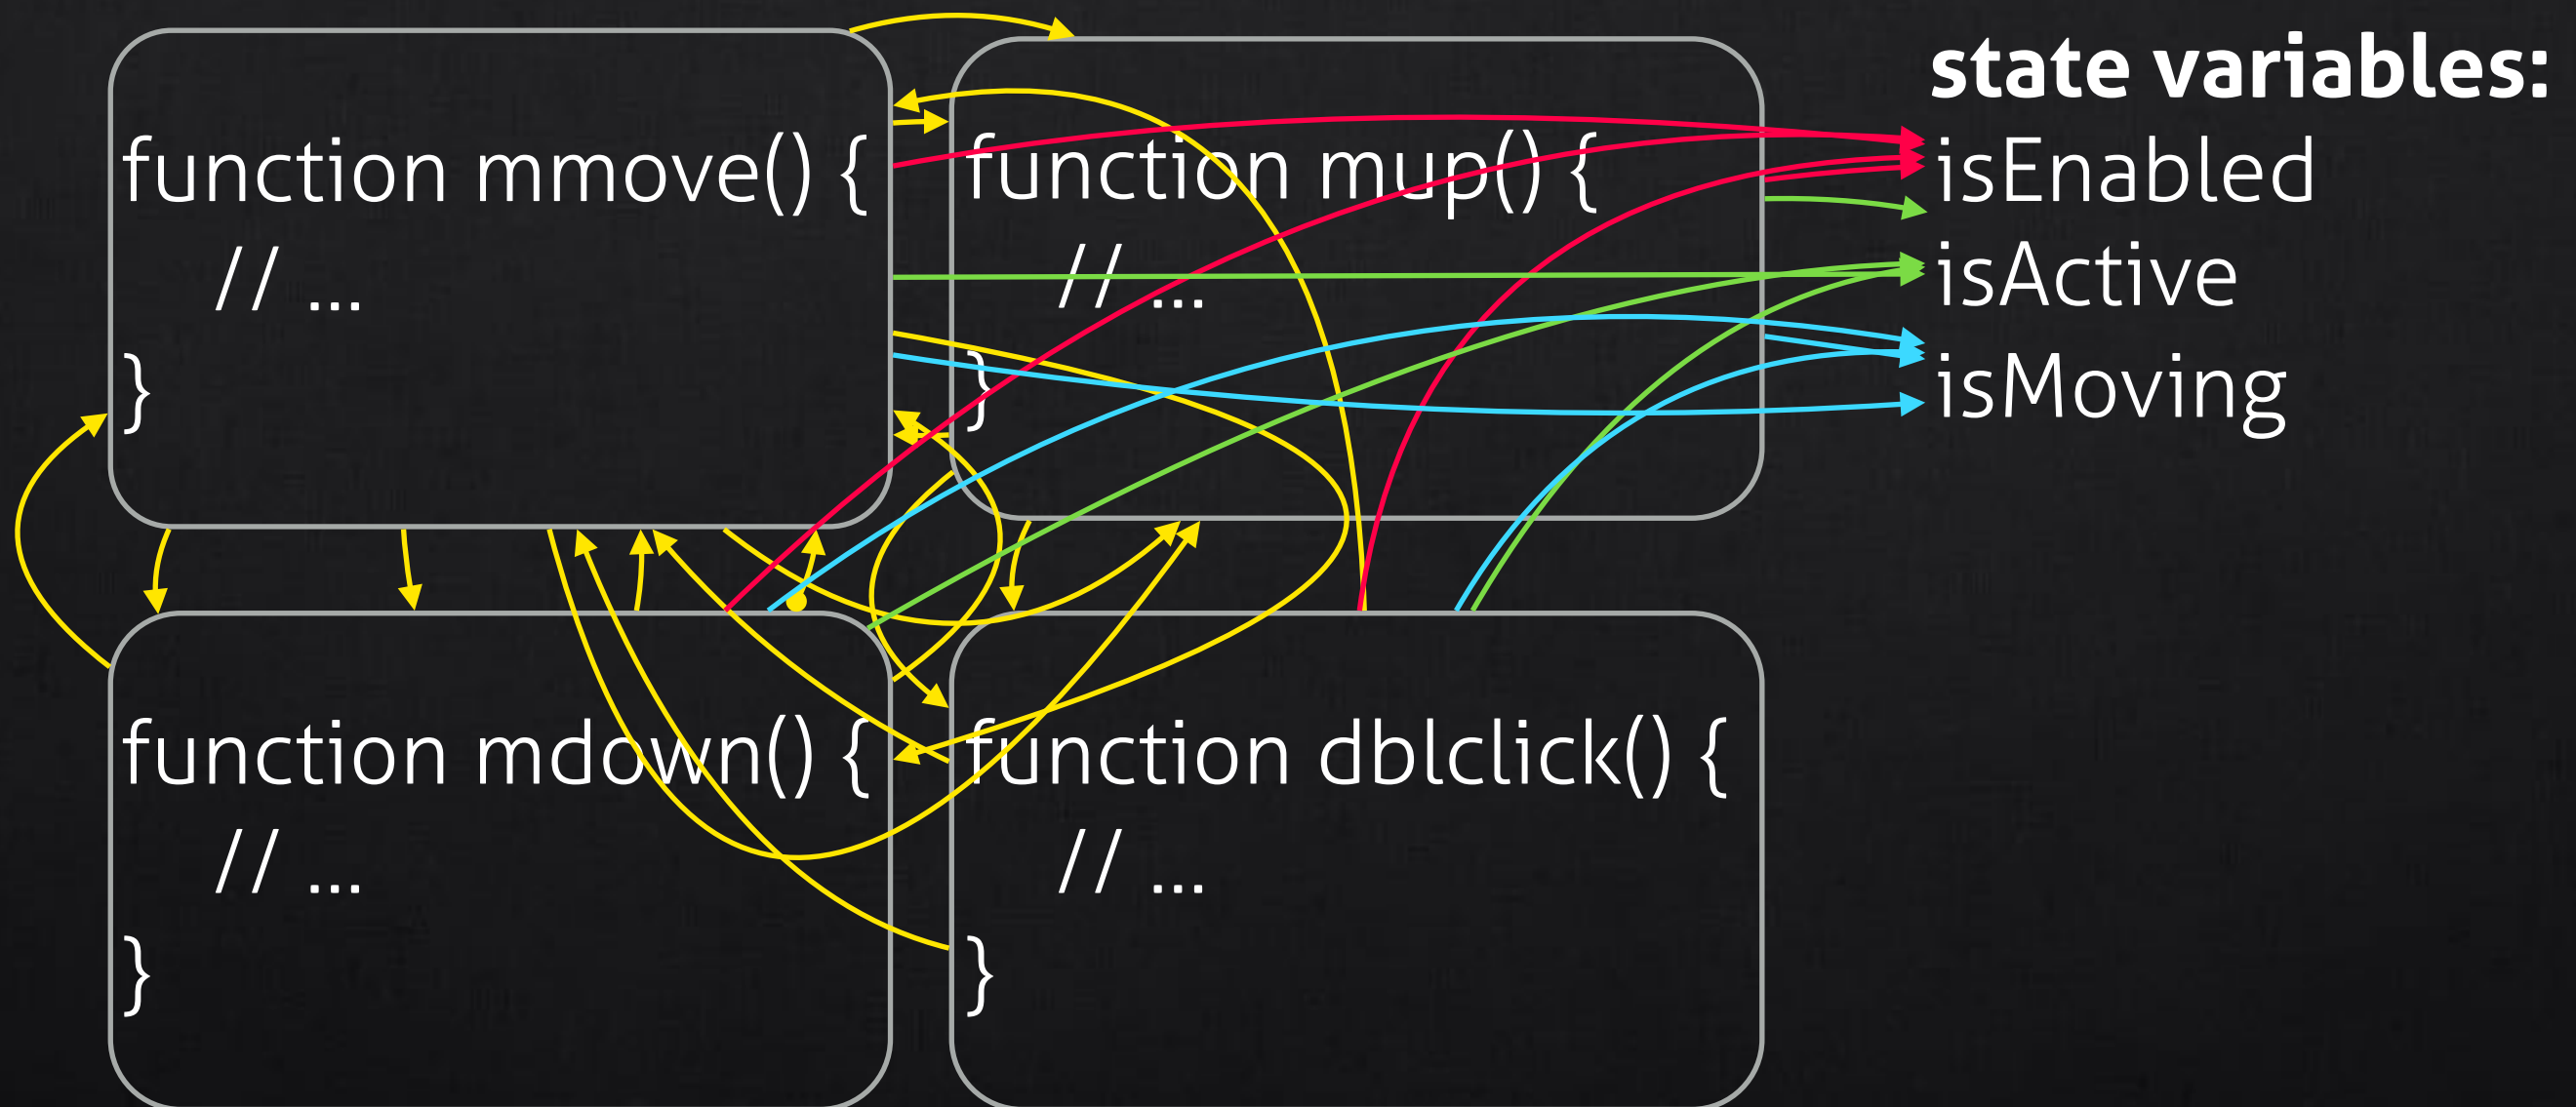 function mmove() {
// ...
}
function mup() {
// ...
}
state variables:
isEnabled
isActive
isMoving
function mdown() {
// ...
}
function dblclick() {
// ...
}